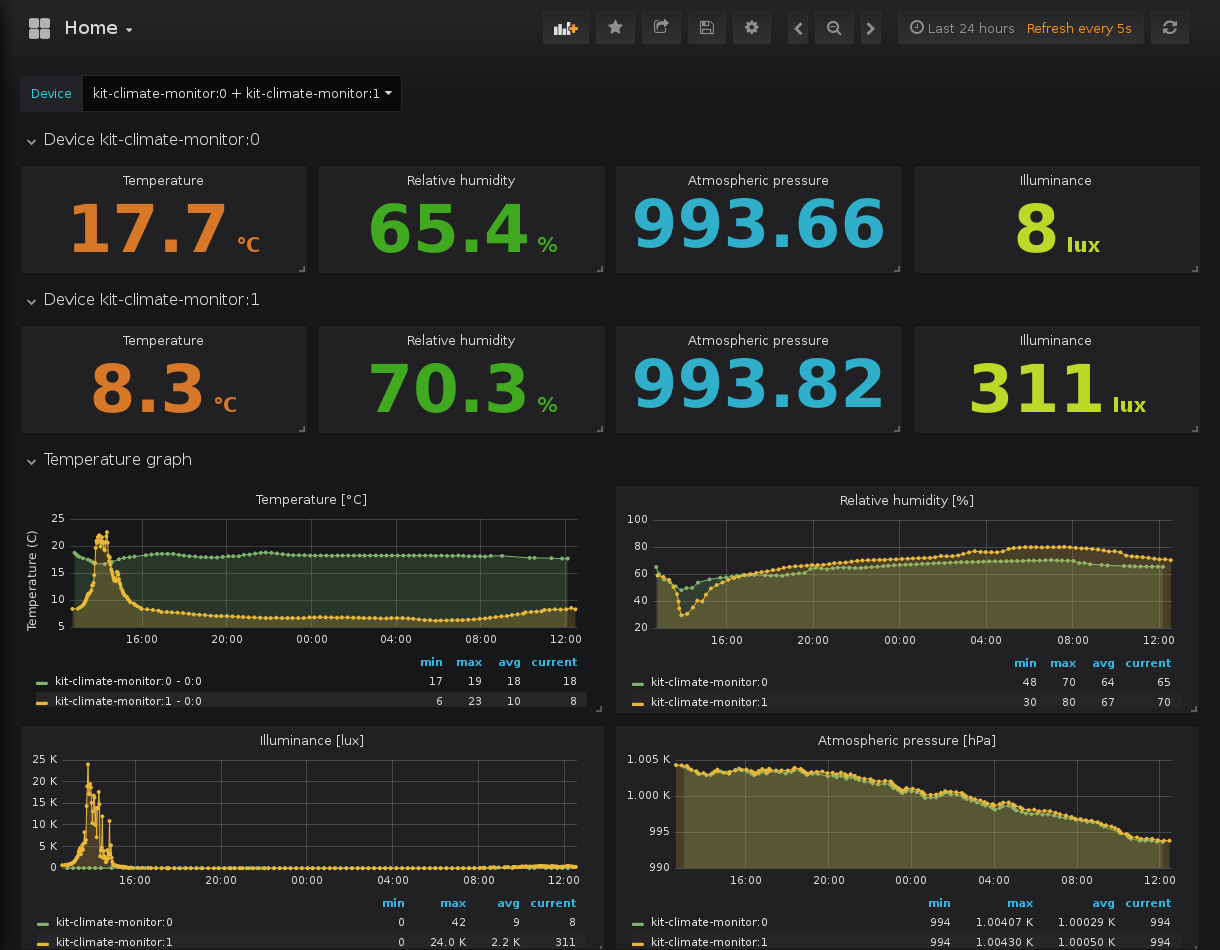 Home
Last 24 hours Refresh every 5s
Device kit-climate-monitor:0 + kit-climate-monitor:1
Device kit-climate-monitor:0
Temperature Relative humidity Atmospheric pressure Illuminance
17.7 °C 65.4 % 993.66 8 lux
Device kit-climate-monitor:1
Temperature Relative humidity Atmospheric pressure Illuminance
8.3 °C 70.3 % 993.82 311 lux
Temperature graph
Temperature [°C]
Temperature (C)
25
20
15
10
5
16:00 20:00 00:00 04:00 08:00 12:00
min max avg current
kit-climate-monitor:0 - 0:0 17 19 18 18
kit-climate-monitor:1 - 0:0 6 23 10 8
Relative humidity [%]
100
80
60
40
20
16:00 20:00 00:00 04:00 08:00 12:00
min max avg current
kit-climate-monitor:0 48 70 64 65
kit-climate-monitor:1 30 80 67 70
Illuminance [lux]
25 K
20 K
15 K
10 K
5 K
0
16:00 20:00 00:00 04:00 08:00 12:00
min max avg current
kit-climate-monitor:0 0 42 9 8
kit-climate-monitor:1 0 24.0 K 2.2 K 311
Atmospheric pressure [hPa]
1.005 K
1.000 K
995
990
16:00 20:00 00:00 04:00 08:00 12:00
min max avg current
kit-climate-monitor:0 994 1.00407 K 1.00029 K 994
kit-climate-monitor:1 994 1.00430 K 1.00050 K 994